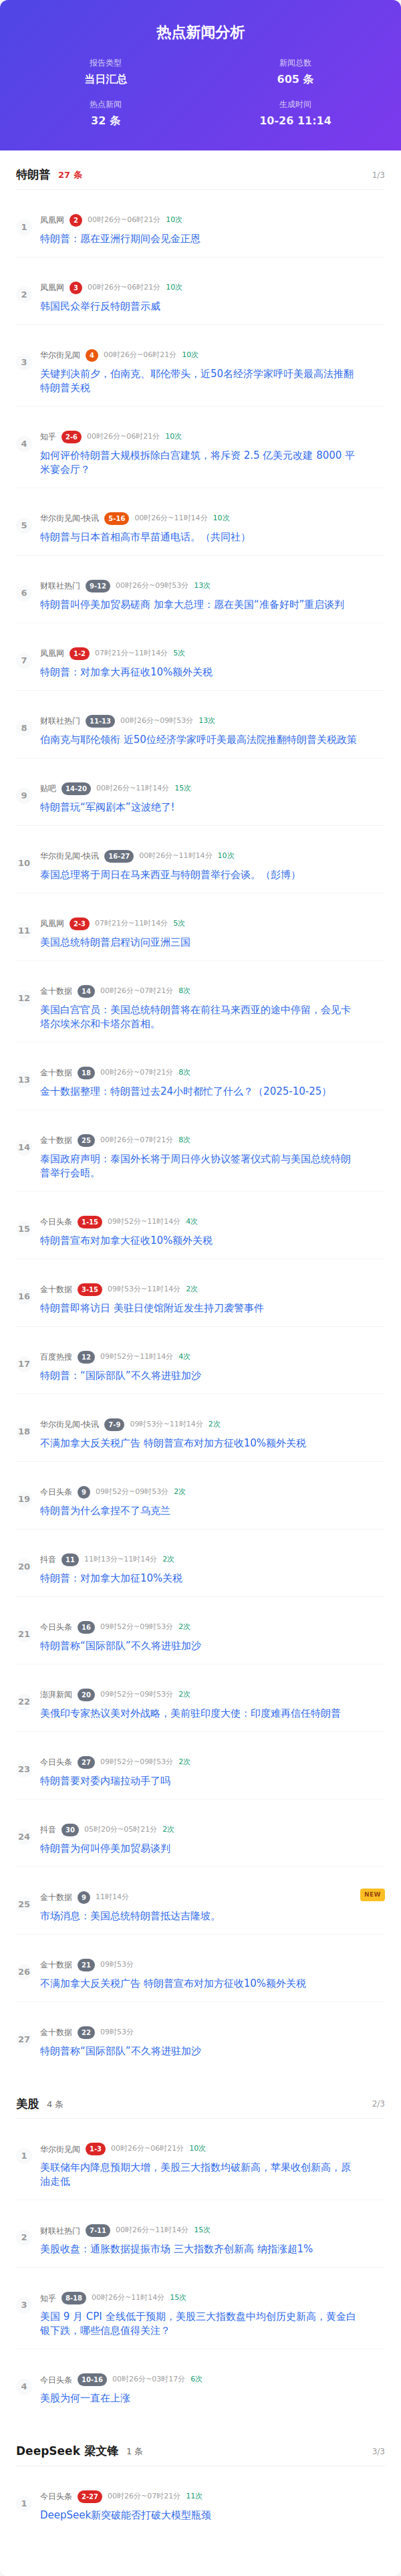 热点新闻分析
报告类型
当日汇总
新闻总数
605 条
热点新闻
32 条
生成时间
10-26 11:14
特朗普 27 条 1/3
1 凤凰网 2 00时26分~06时21分 10次
特朗普：愿在亚洲行期间会见金正恩
2 凤凰网 3 00时26分~06时21分 10次
韩国民众举行反特朗普示威
3 华尔街见闻 4 00时26分~06时21分 10次
关键判决前夕，伯南克、耶伦带头，近50名经济学家呼吁美最高法推翻
特朗普关税
4 知乎 2-6 00时26分~06时21分 10次
如何评价特朗普大规模拆除白宫建筑，将斥资 2.5 亿美元改建 8000 平
米宴会厅？
5 华尔街见闻-快讯 5-16 00时26分~11时14分 10次
特朗普与日本首相高市早苗通电话。（共同社）
6 财联社热门 9-12 00时26分~09时53分 13次
特朗普叫停美加贸易磋商 加拿大总理：愿在美国“准备好时”重启谈判
7 凤凰网 1-2 07时21分~11时14分 5次
特朗普：对加拿大再征收10%额外关税
8 财联社热门 11-13 00时26分~09时53分 13次
伯南克与耶伦领衔 近50位经济学家呼吁美最高法院推翻特朗普关税政策
9 贴吧 14-20 00时26分~11时14分 15次
特朗普玩“军阀剧本“这波绝了!
10 华尔街见闻-快讯 16-27 00时26分~11时14分 10次
泰国总理将于周日在马来西亚与特朗普举行会谈。（彭博）
11 凤凰网 2-3 07时21分~11时14分 5次
美国总统特朗普启程访问亚洲三国
12 金十数据 14 00时26分~07时21分 8次
美国白宫官员：美国总统特朗普将在前往马来西亚的途中停留，会见卡
塔尔埃米尔和卡塔尔首相。
13 金十数据 18 00时26分~07时21分 8次
金十数据整理：特朗普过去24小时都忙了什么？（2025-10-25）
14 金十数据 25 00时26分~07时21分 8次
泰国政府声明：泰国外长将于周日停火协议签署仪式前与美国总统特朗
普举行会晤。
15 今日头条 1-15 09时52分~11时14分 4次
特朗普宣布对加拿大征收10%额外关税
16 金十数据 3-15 09时53分~11时14分 2次
特朗普即将访日 美驻日使馆附近发生持刀袭警事件
17 百度热搜 12 09时52分~11时14分 4次
特朗普：“国际部队”不久将进驻加沙
18 华尔街见闻-快讯 7-9 09时53分~11时14分 2次
不满加拿大反关税广告 特朗普宣布对加方征收10%额外关税
19 今日头条 9 09时52分~09时53分 2次
特朗普为什么拿捏不了乌克兰
20 抖音 11 11时13分~11时14分 2次
特朗普：对加拿大加征10%关税
21 今日头条 16 09时52分~09时53分 2次
特朗普称“国际部队”不久将进驻加沙
22 澎湃新闻 20 09时52分~09时53分 2次
美俄印专家热议美对外战略，美前驻印度大使：印度难再信任特朗普
23 今日头条 27 09时52分~09时53分 2次
特朗普要对委内瑞拉动手了吗
24 抖音 30 05时20分~05时21分 2次
特朗普为何叫停美加贸易谈判
25 金十数据 9 11时14分 NEW
市场消息：美国总统特朗普抵达吉隆坡。
26 金十数据 21 09时53分
不满加拿大反关税广告 特朗普宣布对加方征收10%额外关税
27 金十数据 22 09时53分
特朗普称“国际部队”不久将进驻加沙
美股 4 条 2/3
1 华尔街见闻 1-3 00时26分~06时21分 10次
美联储年内降息预期大增，美股三大指数均破新高，苹果收创新高，原
油走低
2 财联社热门 7-11 00时26分~11时14分 15次
美股收盘：通胀数据提振市场 三大指数齐创新高 纳指涨超1%
3 知乎 8-18 00时26分~11时14分 15次
美国 9 月 CPI 全线低于预期，美股三大指数盘中均创历史新高，黄金白
银下跌，哪些信息值得关注？
4 今日头条 10-16 00时26分~03时17分 6次
美股为何一直在上涨
DeepSeek 梁文锋 1 条 3/3
1 今日头条 2-27 00时26分~07时21分 11次
DeepSeek新突破能否打破大模型瓶颈